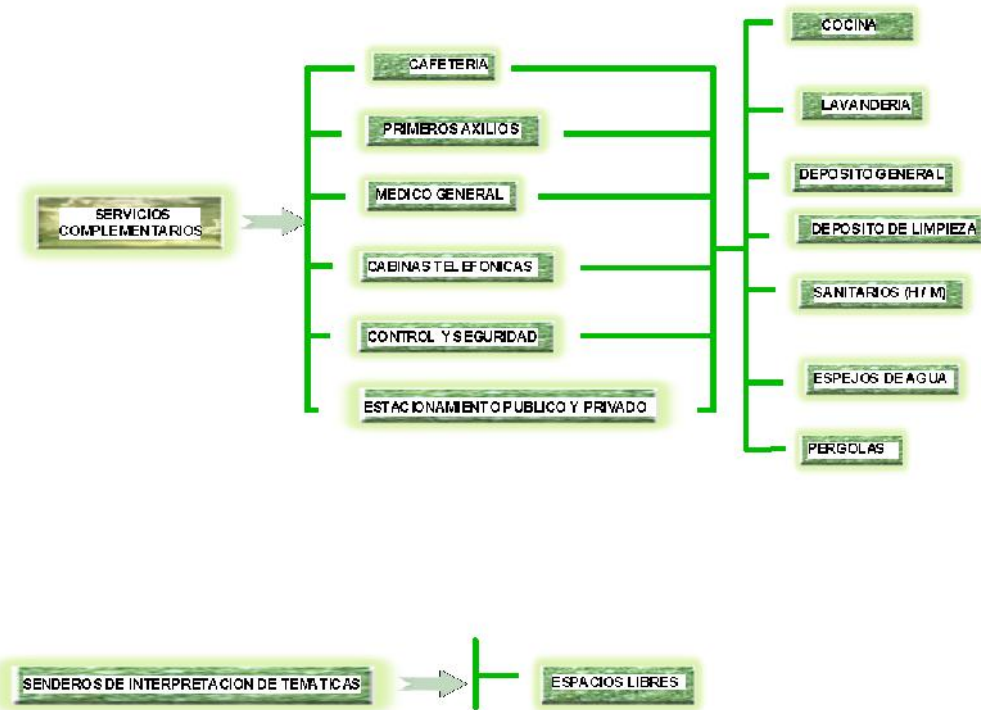 SERVICIOS
COMPLEMENTARIOS
CAFETERIA
PRIMEROS AXILIOS
MEDICO GENERAL
CABINAS TELEFONICAS
CONTROL Y SEGURIDAD
ESTACIONAMIENTO PUBLICO Y PRIVADO
COCINA
LAVANDERIA
DEPOSITO GENERAL
DEPOSITO DE LIMPIEZA
SANITARIOS (H / M)
ESPEJOS DE AGUA
PERGOLAS
SENDEROS DE INTERPRETACION DE TEMATICAS
ESPACIOS LIBRES